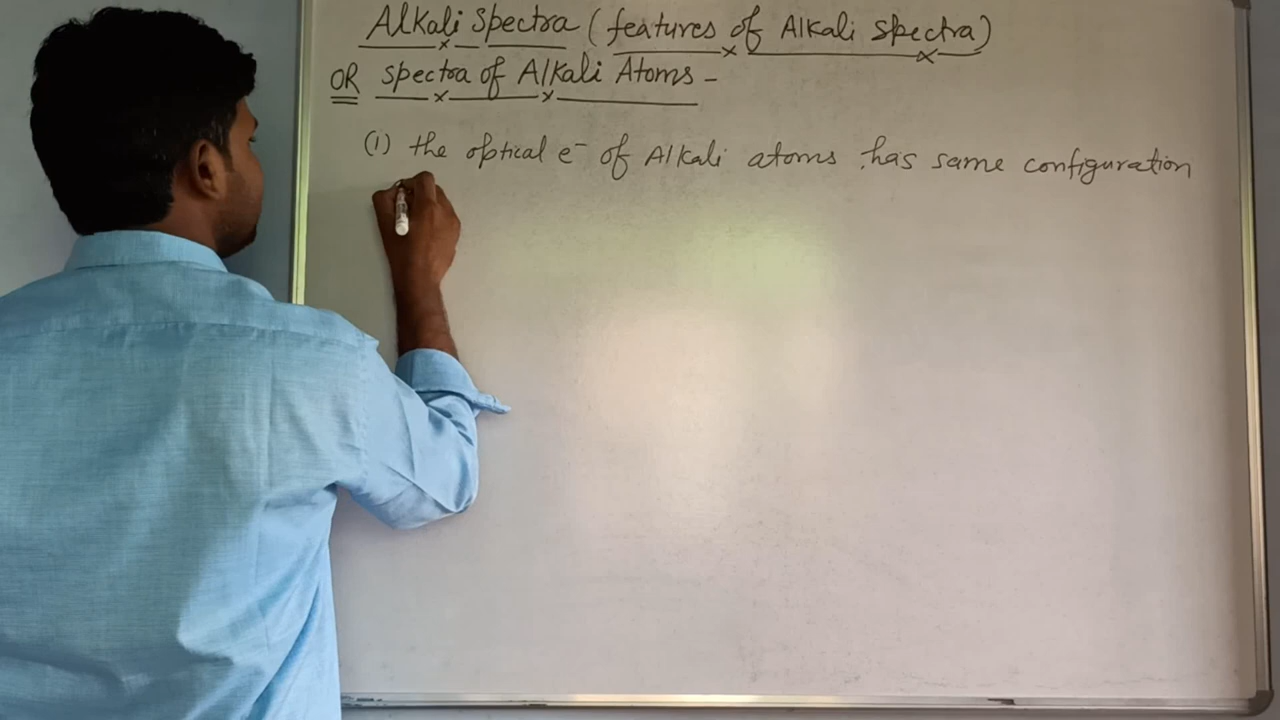 Alkali Spectra (features of Alkali Spectra)
OR spectra of Alkali Atoms -
(1) the optical e⁻ of Alkali atoms has same configuration